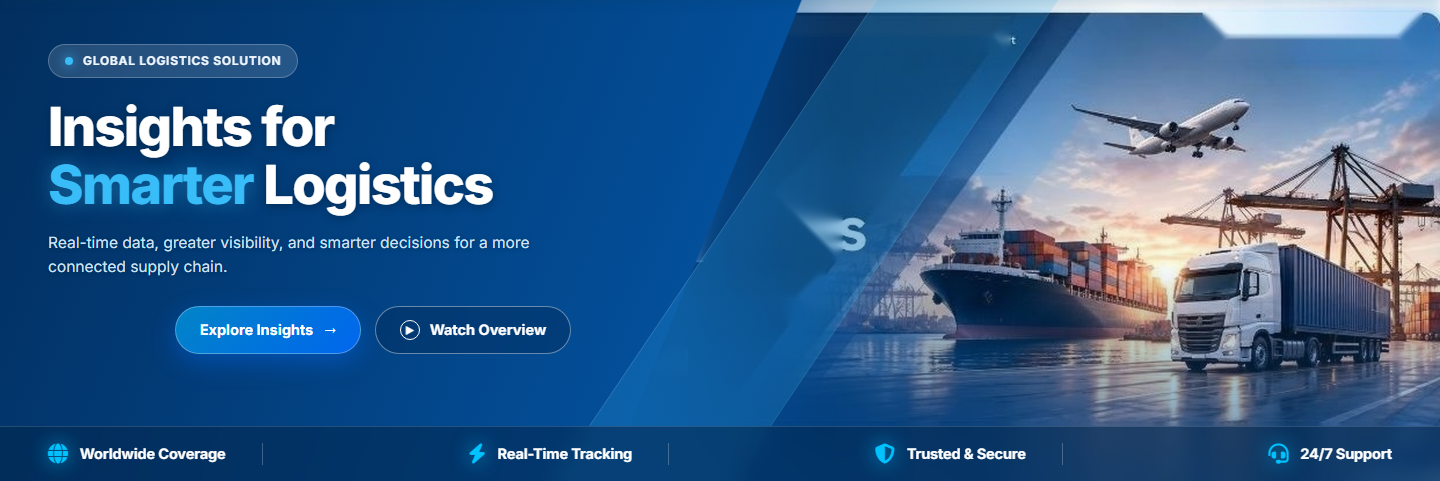 GLOBAL LOGISTICS SOLUTION
Insights for
Smarter Logistics
Real-time data, greater visibility, and smarter decisions for a more
connected supply chain.
Explore Insights →
Watch Overview
t
S
Worldwide Coverage
Real-Time Tracking
Trusted & Secure
24/7 Support